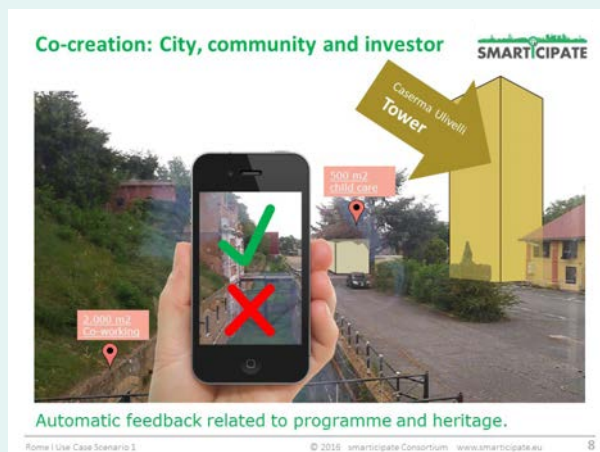 Co-creation: City, community and investor
SMARTICIPATE
Caserma Ulivelli
Tower
500 m2
child care
2.000 m2
Co-working
Automatic feedback related to programme and heritage.
Rome | Use Case Scenario 1
© 2016 smarticipate Consortium www.smarticipate.eu
8